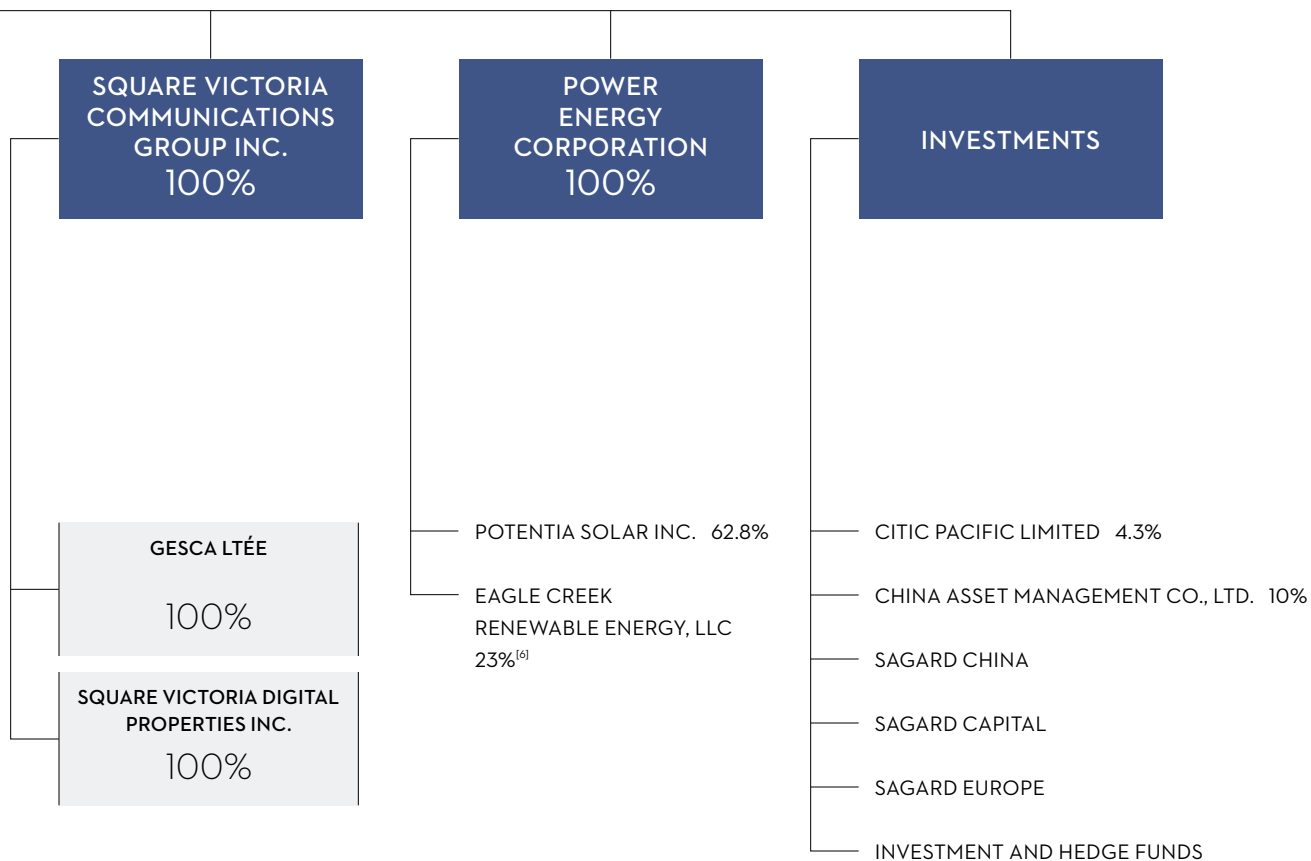 SQUARE VICTORIA
COMMUNICATIONS
GROUP INC.
100%
GESCA LTÉE
100%
SQUARE VICTORIA DIGITAL
PROPERTIES INC.
100%
POWER
ENERGY
CORPORATION
100%
POTENTIA SOLAR INC. 62.8%
EAGLE CREEK
RENEWABLE ENERGY, LLC
23%[6]
INVESTMENTS
CITIC PACIFIC LIMITED 4.3%
CHINA ASSET MANAGEMENT CO., LTD. 10%
SAGARD CHINA
SAGARD CAPITAL
SAGARD EUROPE
INVESTMENT AND HEDGE FUNDS